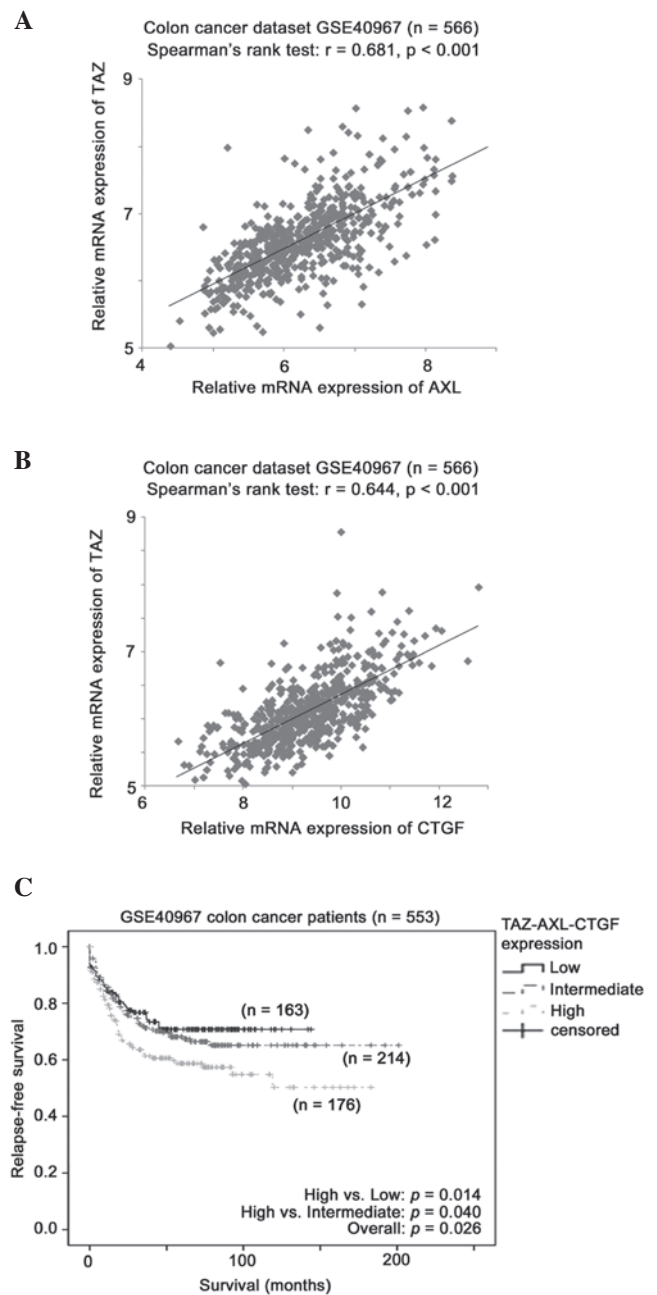 A
Colon cancer dataset GSE40967 (n = 566)
Spearman's rank test: r = 0.681, p < 0.001
Relative mRNA expression of TAZ
9
7
5
4
6
8
Relative mRNA expression of AXL
B
Colon cancer dataset GSE40967 (n = 566)
Spearman's rank test: r = 0.644, p < 0.001
Relative mRNA expression of TAZ
9
7
5
6
8
10
12
Relative mRNA expression of CTGF
C
GSE40967 colon cancer patients (n = 553)
TAZ-AXL-CTGF
expression
Low
Intermediate
High
censored
Relapse-free survival
1.0
0.8
0.6
0.4
0.2
0.0
(n = 163)
(n = 214)
(n = 176)
High vs. Low: p = 0.014
High vs. Intermediate: p = 0.040
Overall: p = 0.026
0
100
200
Survival (months)